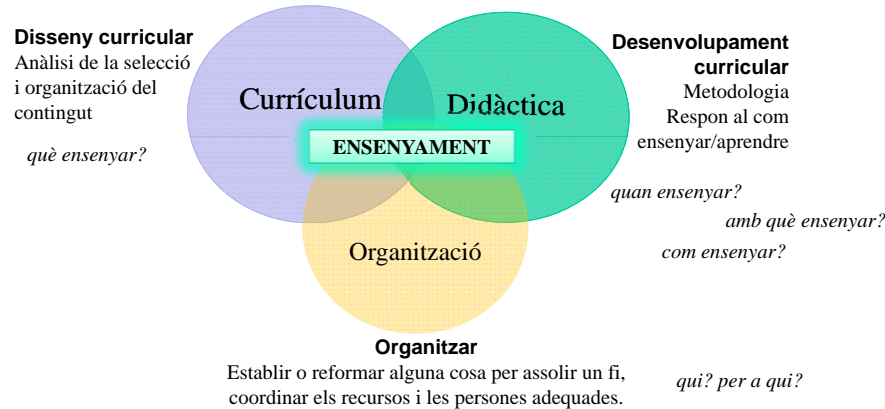 Disseny curricular
Anàlisi de la selecció
i organització del
contingut
què ensenyar?
Currículum
Didàctica
ENSENYAMENT
Organització
Desenvolupament
curricular
Metodologia
Respon al com
ensenyar/aprendre
quan ensenyar?
amb què ensenyar?
com ensenyar?
Organitzar
Establir o reformar alguna cosa per assolir un fi,
coordinar els recursos i les persones adequades.
qui? per a qui?